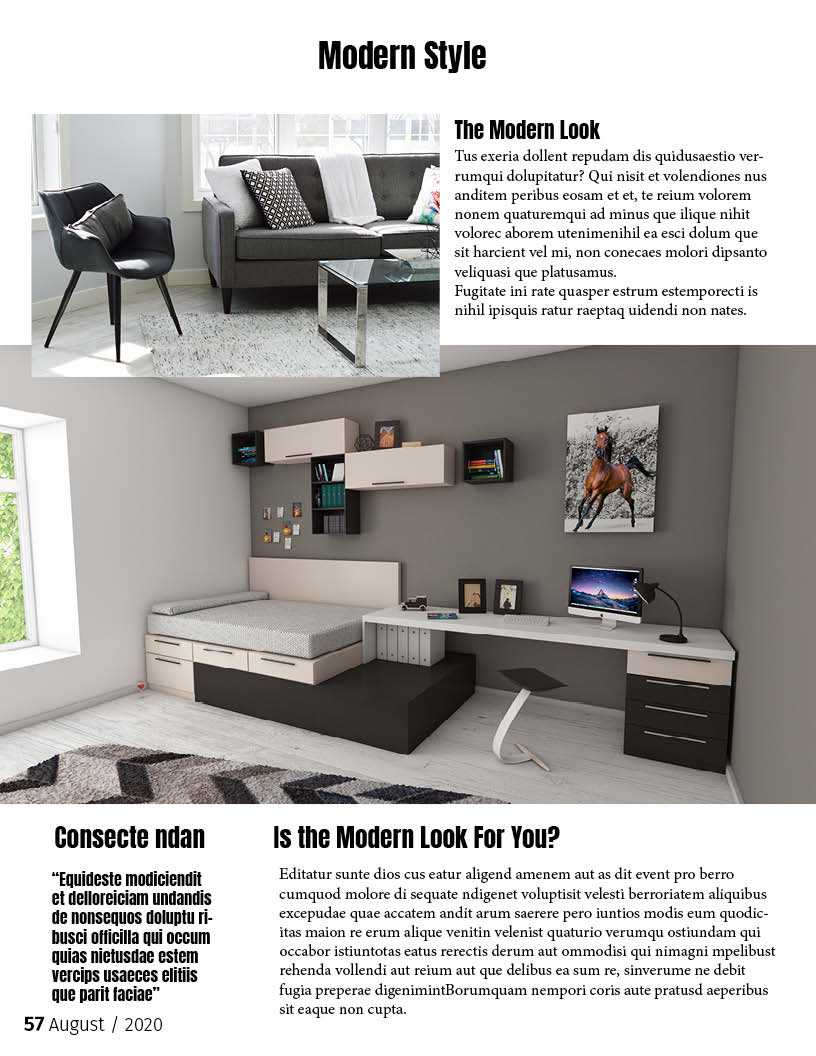 Modern Style
The Modern Look
Tus exeria dollent repudam dis quidusaestio ver-
rumqui dolupitatur? Qui nisit et volendiones nus
anditem peribus eosam et et, te reium volorem
nonem quaturemqui ad minus que ilique nihit
volorec aborem utenimenihil ea esci dolum que
sit harcient vel mi, non conecaes molori dipsanto
veliquasi que platusamus.
Fugitate ini rate quasper estrum estemporecti is
nihil ipisquis ratur raeptaq uidendi non nates.
Consecte ndan
“Equideste modiciendit
et delloreiciam undandis
de nonsequos doluptu ri-
busci officilla qui occum
quias nietusdae estem
vercips usaeces elitiis
que parit faciae”
Is the Modern Look For You?
Editatur sunte dios cus eatur aligend amenem aut as dit event pro berro
cumquod molore di sequate ndigenet voluptisit velesti berroriatem aliquibus
excepudae quae accatem andit arum saerere pero iuntios modis eum quodic-
itas maion re erum alique venitin velenist quaturio verumqu ostiundam qui
occabor istiuntotas eatus rerectis derum aut ommodisi qui nimagni mpelibust
rehenda vollendi aut reium aut que delibus ea sum re, sinverume ne debit
fugia preperae digenimintBorumquam nempori coris aute pratusd aeperibus
sit eaque non cupta.
57 August / 2020